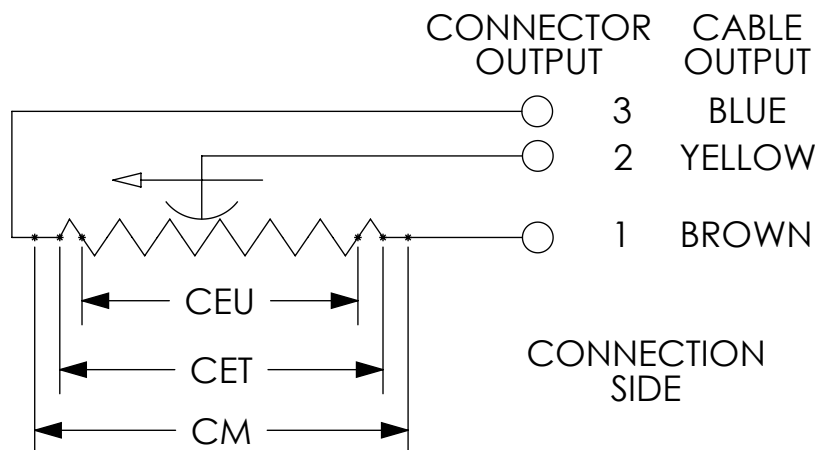 CONNECTOR CABLE
OUTPUT OUTPUT
3 BLUE
2 YELLOW
1 BROWN
CEU
CET
CM
CONNECTION
SIDE